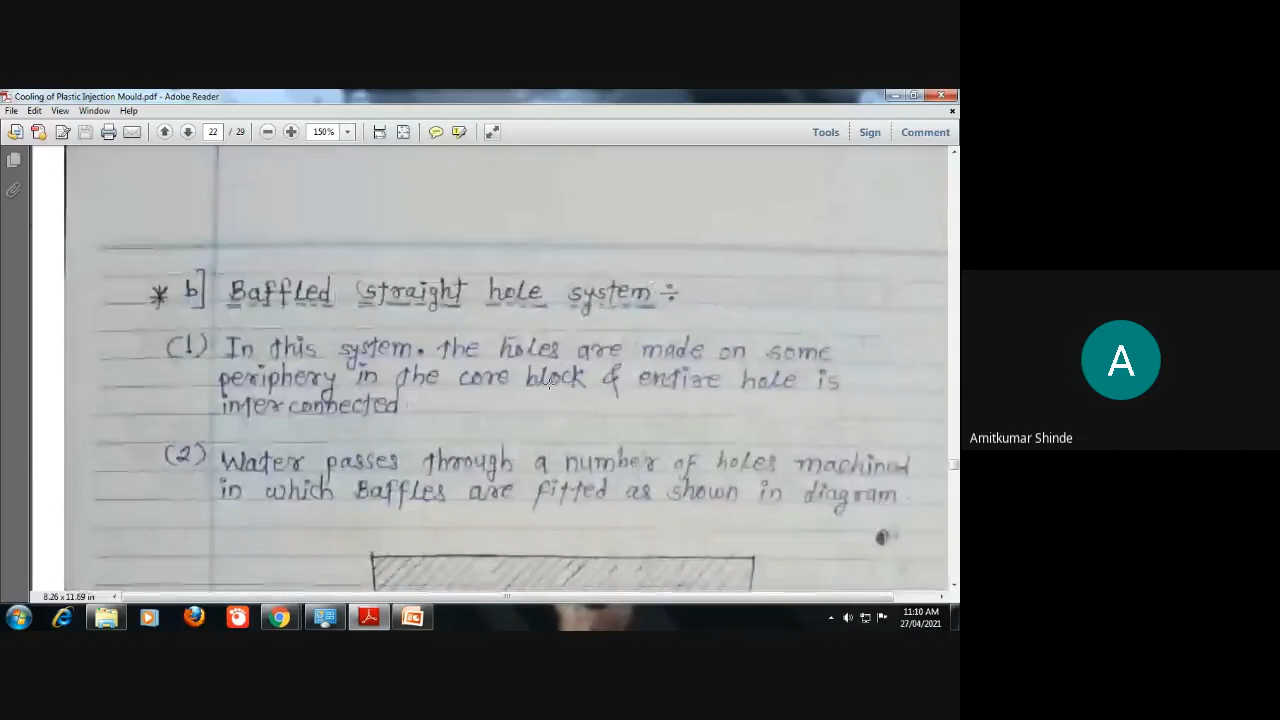 Cooling of Plastic Injection Mould.pdf - Adobe Reader
File Edit View Window Help
22 / 29 150% Tools Sign Comment
* b] Baffled straight hole system ÷
(1) In this system. the holes are made on some
periphery in the core block & entire hole is
interconnected
(2) Water passes through a number of holes machined
in which Baffles are fitted as shown in diagram.
A
Amitkumar Shinde
8.26 x 11.69 in
11:10 AM
27/04/2021